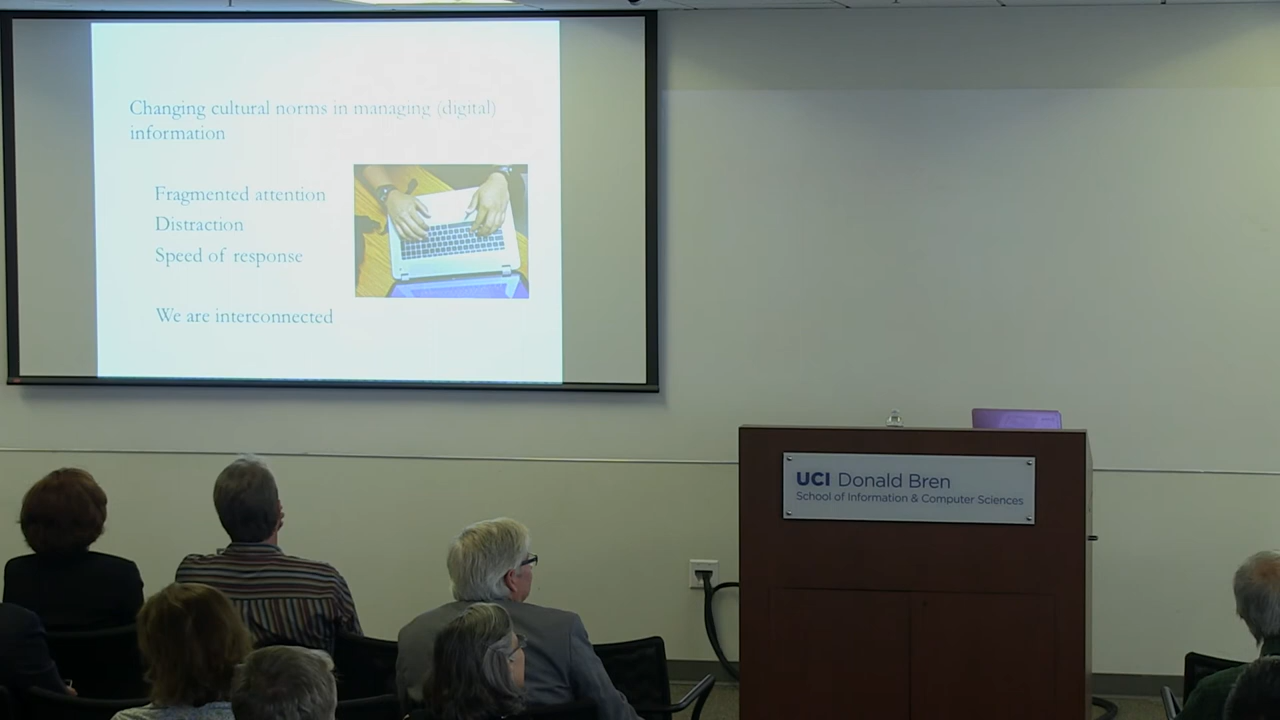 Changing cultural norms in managing (digital)
information
Fragmented attention
Distraction
Speed of response
We are interconnected
UCI Donald Bren
School of Information & Computer Sciences